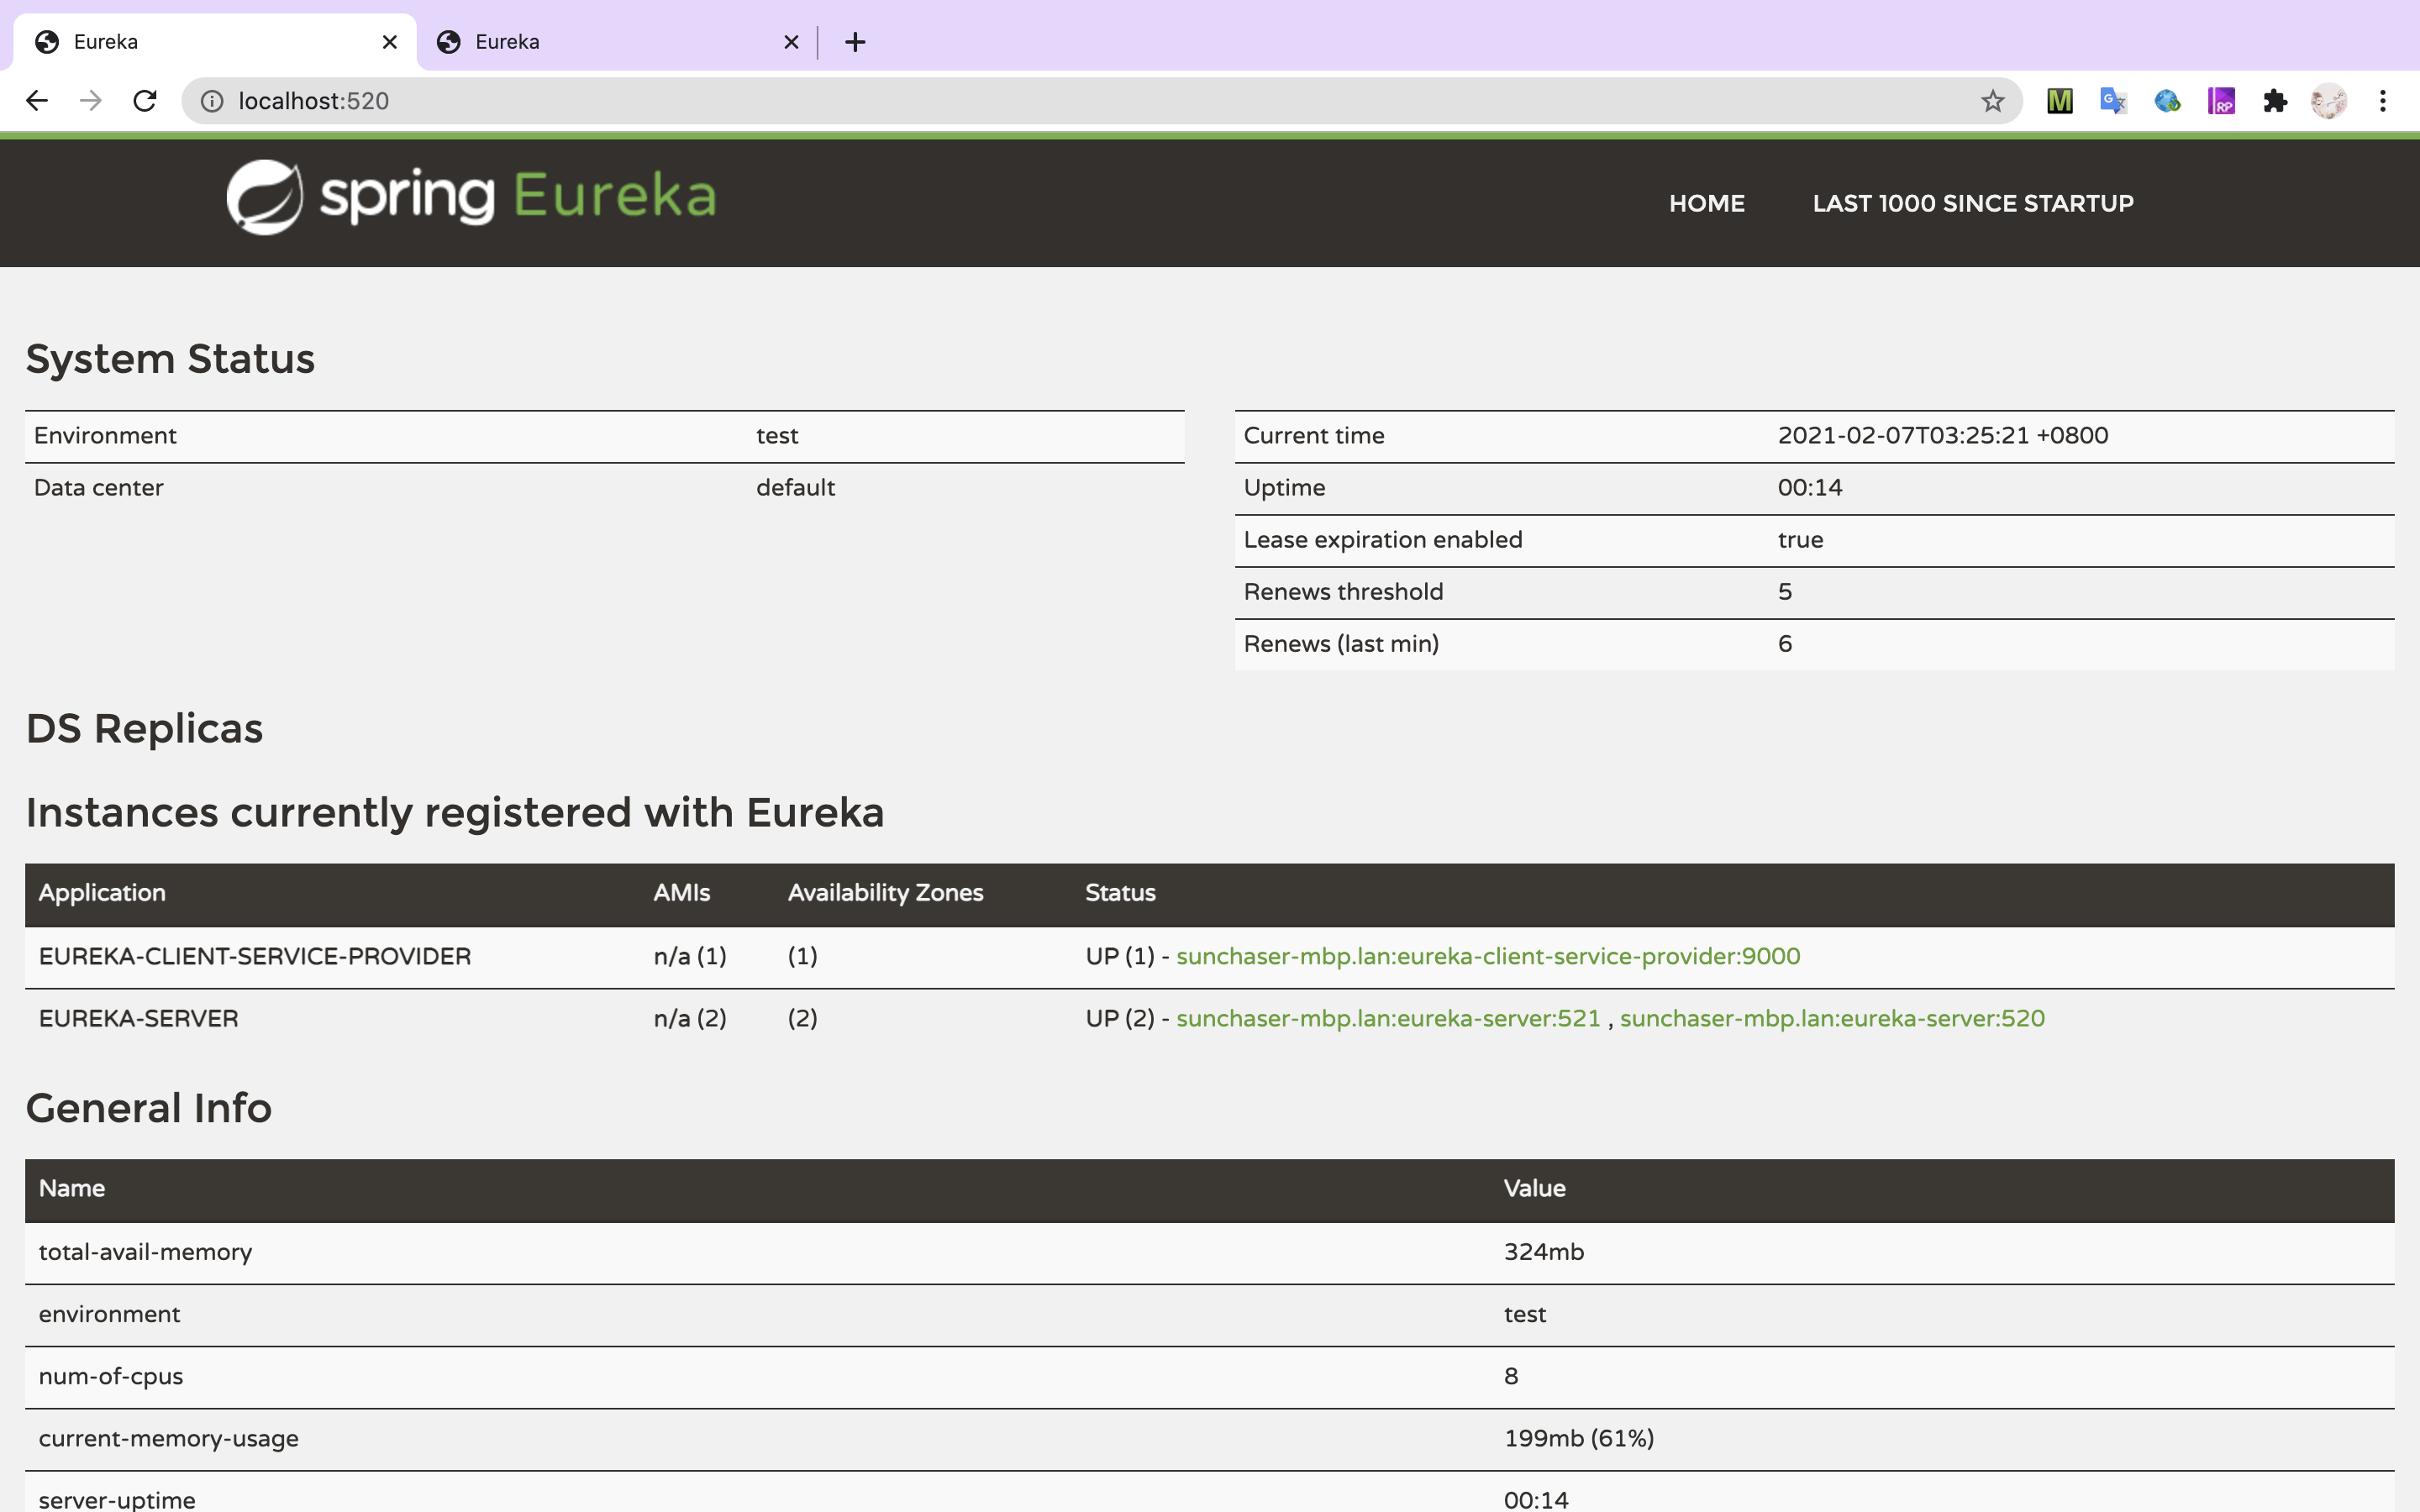 Eureka
Eureka
localhost:520
spring Eureka
HOME LAST 1000 SINCE STARTUP
System Status
Environment test
Data center default
Current time 2021-02-07T03:25:21 +0800
Uptime 00:14
Lease expiration enabled true
Renews threshold 5
Renews (last min) 6
DS Replicas
Instances currently registered with Eureka
Application AMIs Availability Zones Status
EUREKA-CLIENT-SERVICE-PROVIDER n/a (1) (1) UP (1) - sunchaser-mbp.lan:eureka-client-service-provider:9000
EUREKA-SERVER n/a (2) (2) UP (2) - sunchaser-mbp.lan:eureka-server:521 , sunchaser-mbp.lan:eureka-server:520
General Info
Name Value
total-avail-memory 324mb
environment test
num-of-cpus 8
current-memory-usage 199mb (61%)
server-uptime 00:14